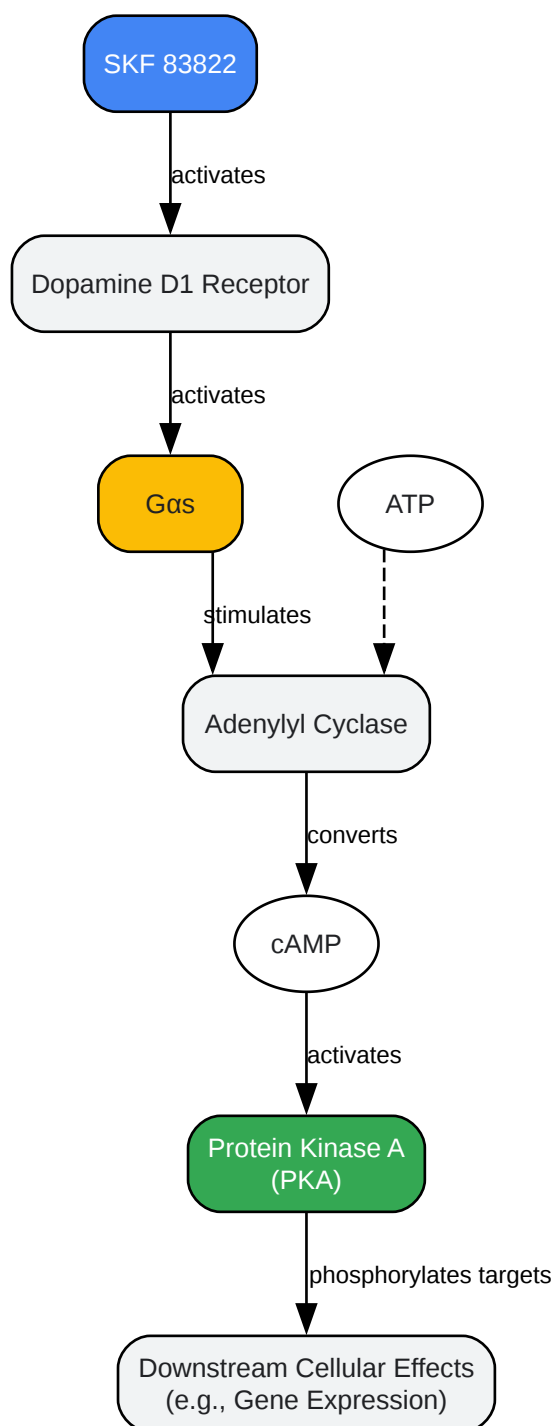 SKF 83822
activates
Dopamine D1 Receptor
activates
Gαs
ATP
stimulates
Adenylyl Cyclase
converts
cAMP
activates
Protein Kinase A
(PKA)
phosphorylates targets
Downstream Cellular Effects
(e.g., Gene Expression)